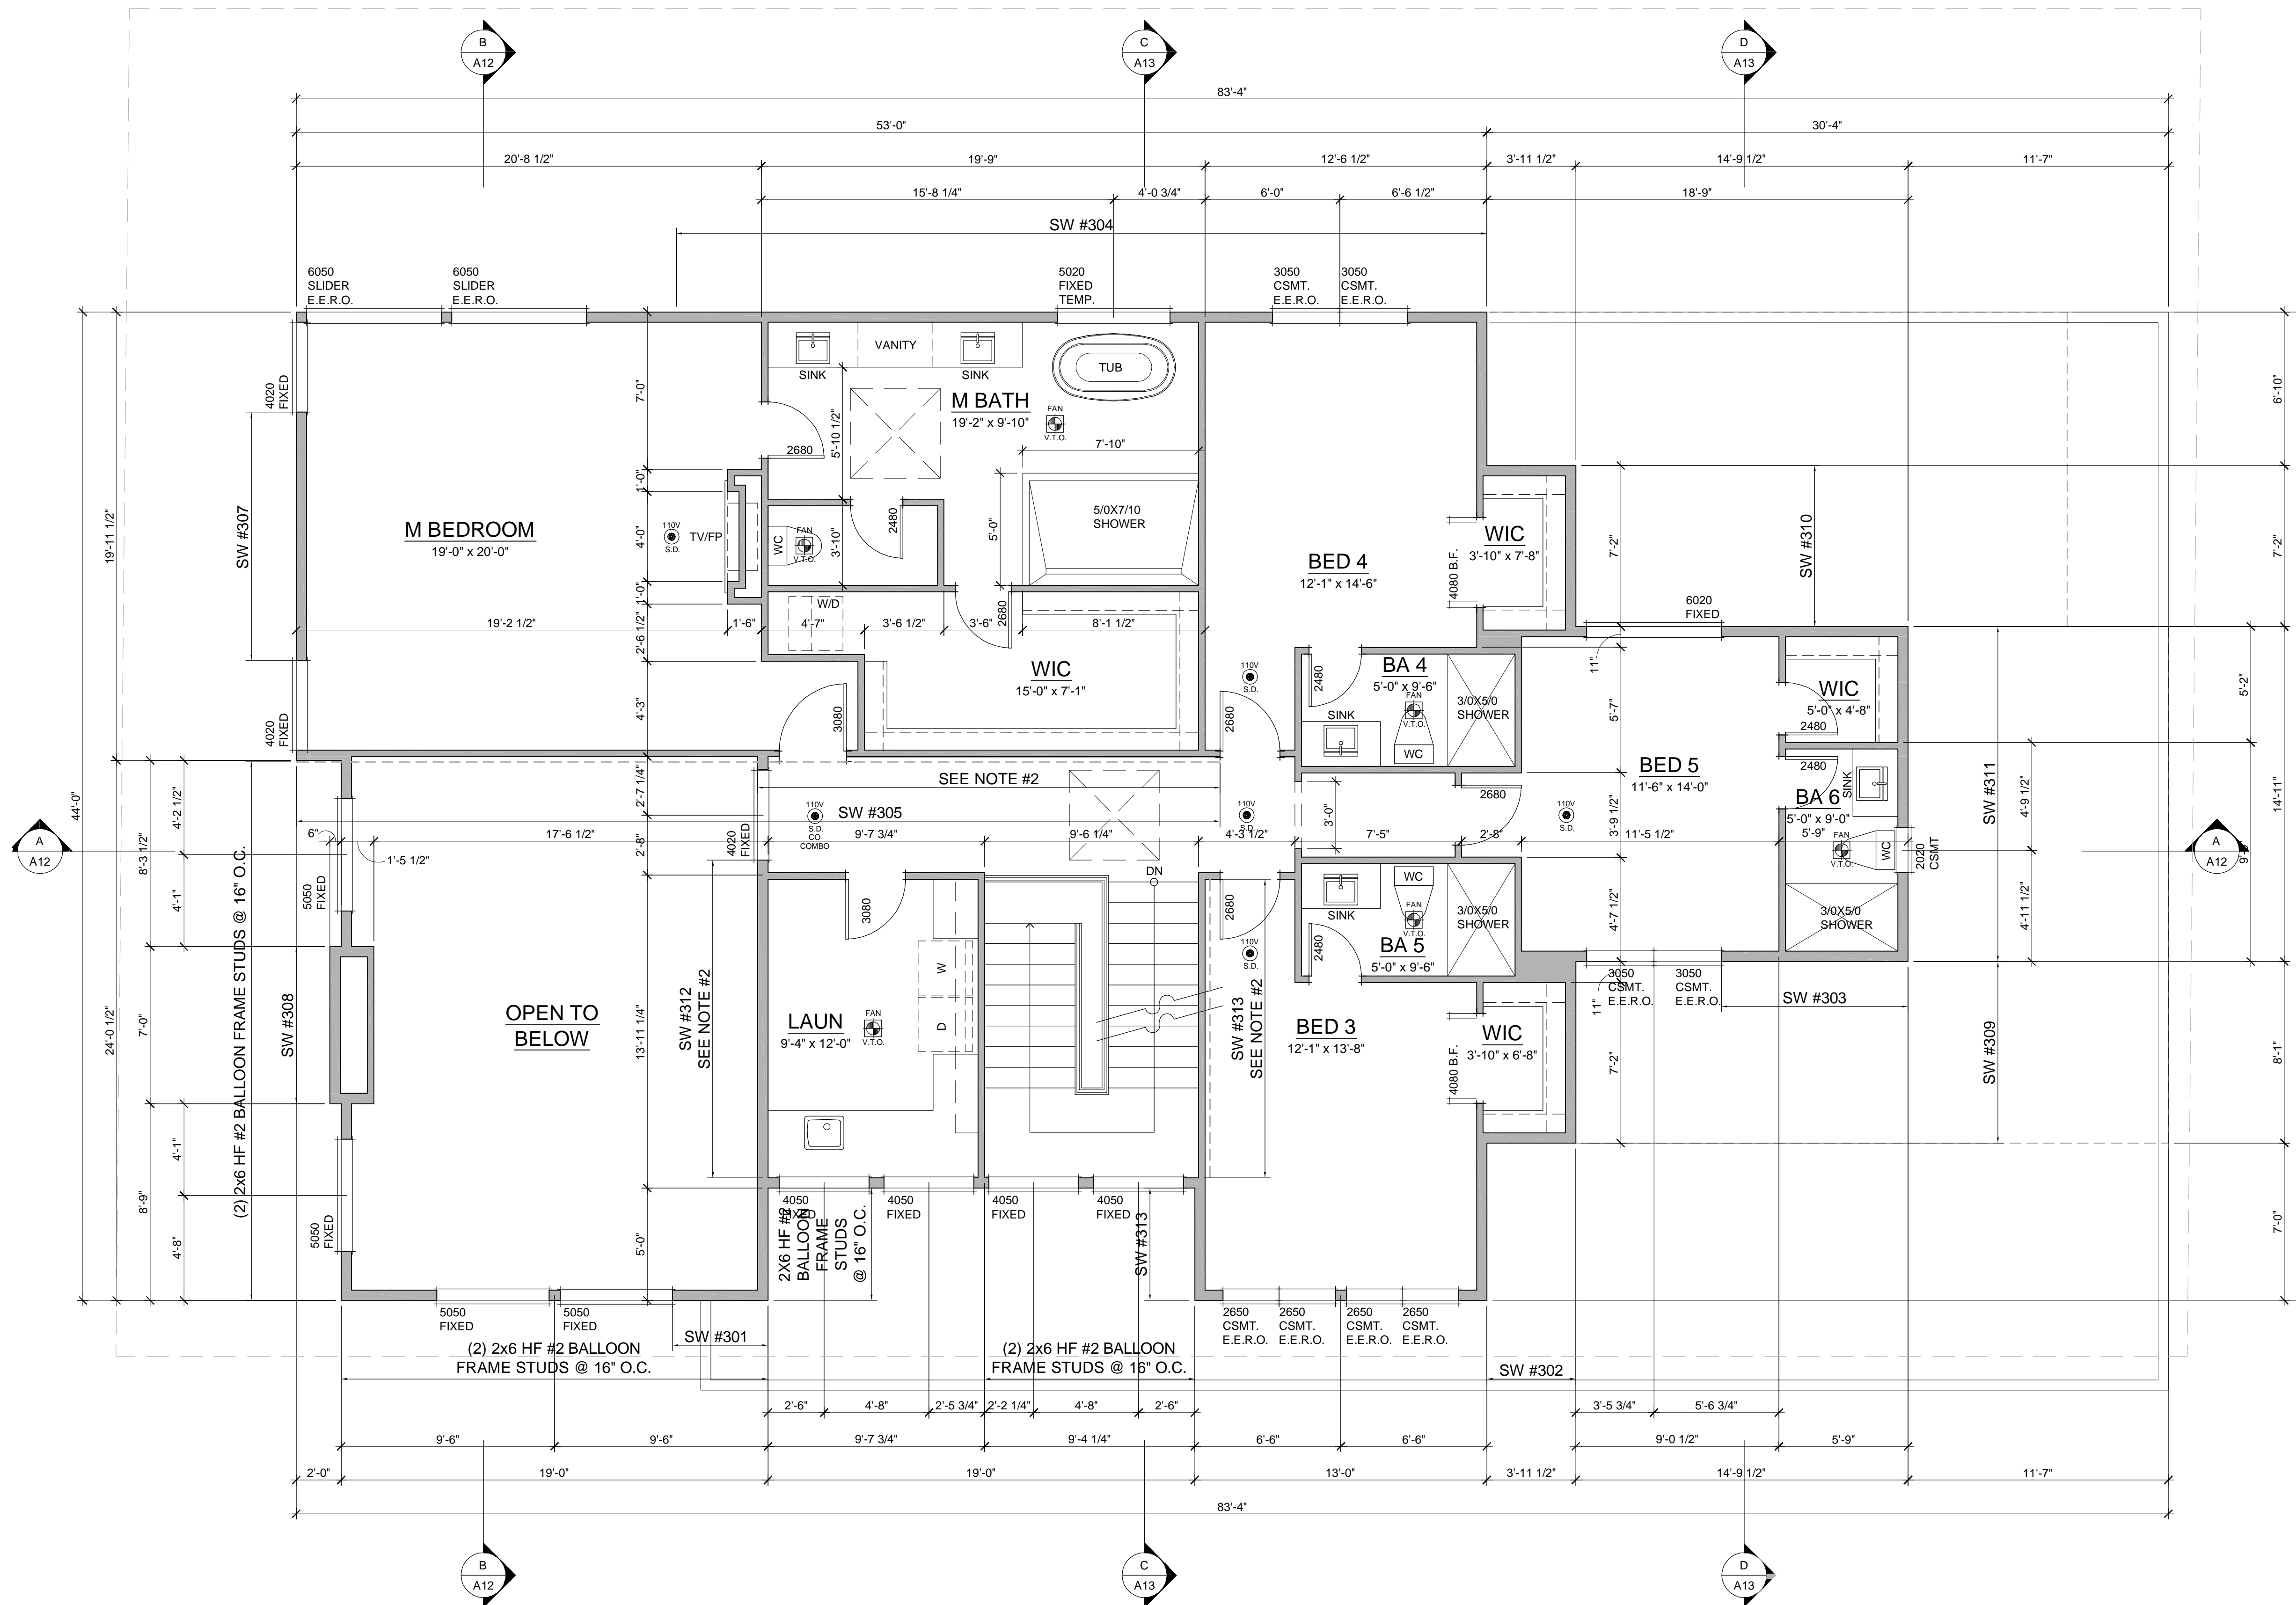 B
A12
C
A13
D
A13
83'-4"
53'-0"
30'-4"
20'-8 1/2"
19'-9"
12'-6 1/2"
3'-11 1/2"
14'-9 1/2"
11'-7"
15'-8 1/4"
4'-0 3/4"
6'-0"
6'-6 1/2"
18'-9"
SW #304
6050
SLIDER
E.E.R.O.
6050
SLIDER
E.E.R.O.
5020
FIXED
TEMP.
3050
CSMT.
E.E.R.O.
3050
CSMT.
E.E.R.O.
4020
FIXED
7'-0"
SINK
VANITY
SINK
TUB
M BATH
19'-2" x 9'-10"
FAN
V.T.O.
5'-10 1/2"
2680
7'-10"
6'-10"
SW #307
19'-11 1/2"
44'-0"
M BEDROOM
19'-0" x 20'-0"
1'-0"
4'-0"
1'-0"
110V
S.D.
TV/FP
WC
FAN
V.T.O.
3'-10"
2480
5'-0"
5/0X7/10
SHOWER
BED 4
12'-1" x 14'-6"
4080 B.F.
WIC
3'-10" x 7'-8"
7'-2"
SW #310
7'-2"
6020
FIXED
W/D
19'-2 1/2"
1'-6"
4'-7"
3'-6 1/2"
3'-6"
2680
8'-1 1/2"
2'-6 1/2"
4'-3"
WIC
15'-0" x 7'-1"
3080
4020
FIXED
110V
S.D.
2680
2480
BA 4
5'-0" x 9'-6"
FAN
V.T.O.
SINK
WC
3/0X5/0
SHOWER
11"
5'-7"
WIC
5'-0" x 4'-8"
2480
5'-2"
SEE NOTE #2
SW #305
2'-7 1/4"
4020
FIXED
2'-8"
110V
S.D.
CO
COMBO
110V
S.D.
3'-0"
2680
110V
S.D.
BED 5
11'-6" x 14'-0"
3'-9 1/2"
2480
SINK
BA 6
5'-0" x 9'-0"
5'-9"
FAN
V.T.O.
WC
2020
CSMT
SW #311
4'-9 1/2"
14'-11"
A
A12
A
A12
9'-9"
6"
1'-5 1/2"
17'-6 1/2"
9'-7 3/4"
9'-6 1/4"
4'-3 1/2"
7'-5"
2'-8"
11'-5 1/2"
4'-2 1/2"
8'-3 1/2"
4'-1"
5050
FIXED
(2) 2x6 HF #2 BALLOON FRAME STUDS @ 16" O.C.
24'-0 1/2"
7'-0"
SW #308
8'-9"
4'-1"
4'-8"
5050
FIXED
OPEN TO
BELOW
13'-11 1/4"
5'-0"
SW #312
SEE NOTE #2
3080
W
D
LAUN
9'-4" x 12'-0"
FAN
V.T.O.
DN
2680
110V
S.D.
SW #313
SEE NOTE #2
SINK
WC
FAN
V.T.O.
3/0X5/0
SHOWER
2480
BA 5
5'-0" x 9'-6"
4'-7 1/2"
3/0X5/0
SHOWER
4'-11 1/2"
11"
3050
CSMT.
E.E.R.O.
3050
CSMT.
E.E.R.O.
SW #303
SW #309
8'-1"
BED 3
12'-1" x 13'-8"
4080 B.F.
WIC
3'-10" x 6'-8"
7'-2"
7'-0"
4050
FIXED
4050
FIXED
4050
FIXED
4050
FIXED
2X6 HF #2
BALLOON
FRAME
STUDS
@ 16" O.C.
SW #313
5050
FIXED
5050
FIXED
SW #301
2650
CSMT.
E.E.R.O.
2650
CSMT.
E.E.R.O.
2650
CSMT.
E.E.R.O.
2650
CSMT.
E.E.R.O.
(2) 2x6 HF #2 BALLOON
FRAME STUDS @ 16" O.C.
(2) 2x6 HF #2 BALLOON
FRAME STUDS @ 16" O.C.
SW #302
2'-6"
4'-8"
2'-5 3/4"
2'-2 1/4"
4'-8"
2'-6"
3'-5 3/4"
5'-6 3/4"
9'-6"
9'-6"
9'-7 3/4"
9'-4 1/4"
6'-6"
6'-6"
9'-0 1/2"
5'-9"
2'-0"
19'-0"
19'-0"
13'-0"
3'-11 1/2"
14'-9 1/2"
11'-7"
83'-4"
B
A12
C
A13
D
A13